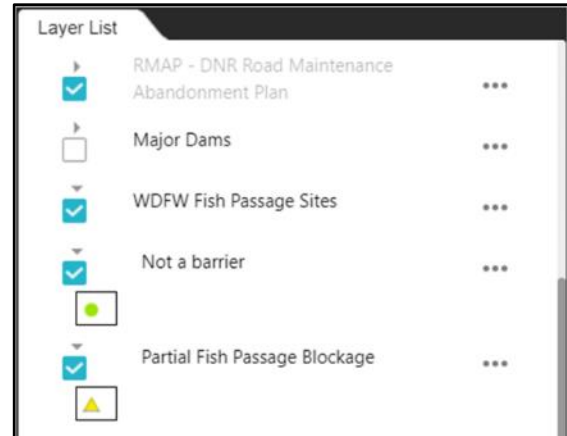 Layer List
RMAP - DNR Road Maintenance
Abandonment Plan
Major Dams
WDFW Fish Passage Sites
Not a barrier
Partial Fish Passage Blockage